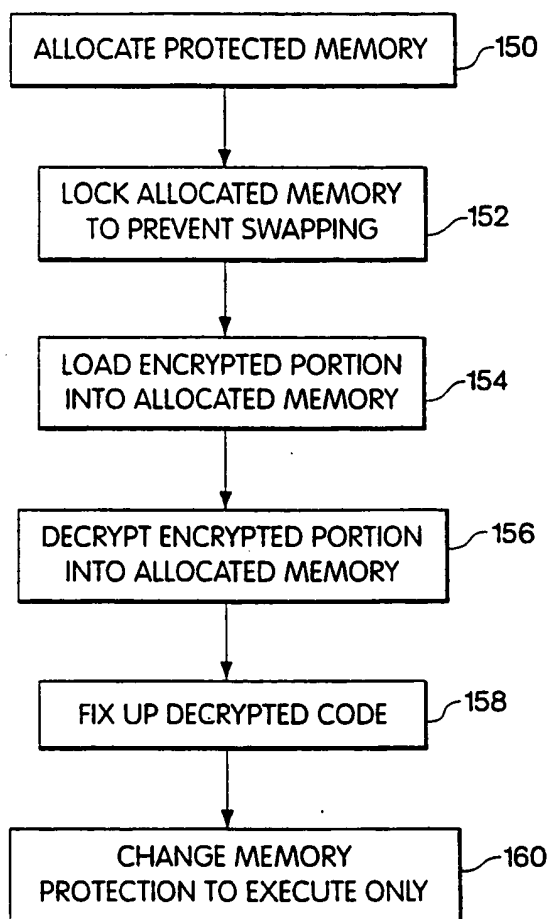 ALLOCATE PROTECTED MEMORY
150
LOCK ALLOCATED MEMORY
TO PREVENT SWAPPING
152
LOAD ENCRYPTED PORTION
INTO ALLOCATED MEMORY
154
DECRYPT ENCRYPTED PORTION
INTO ALLOCATED MEMORY
156
FIX UP DECRYPTED CODE
158
CHANGE MEMORY
PROTECTION TO EXECUTE ONLY
160